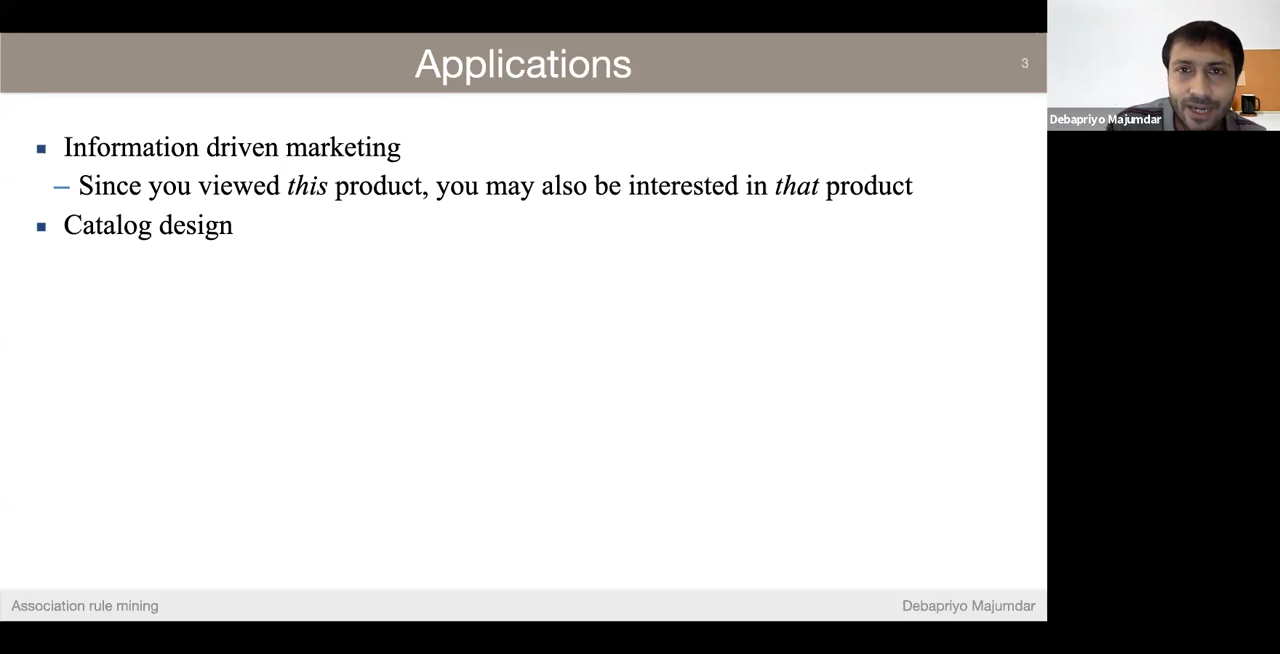 Applications
3
Information driven marketing
– Since you viewed this product, you may also be interested in that product
Catalog design
Association rule mining
Debapriyo Majumdar
Debapriyo Majumdar